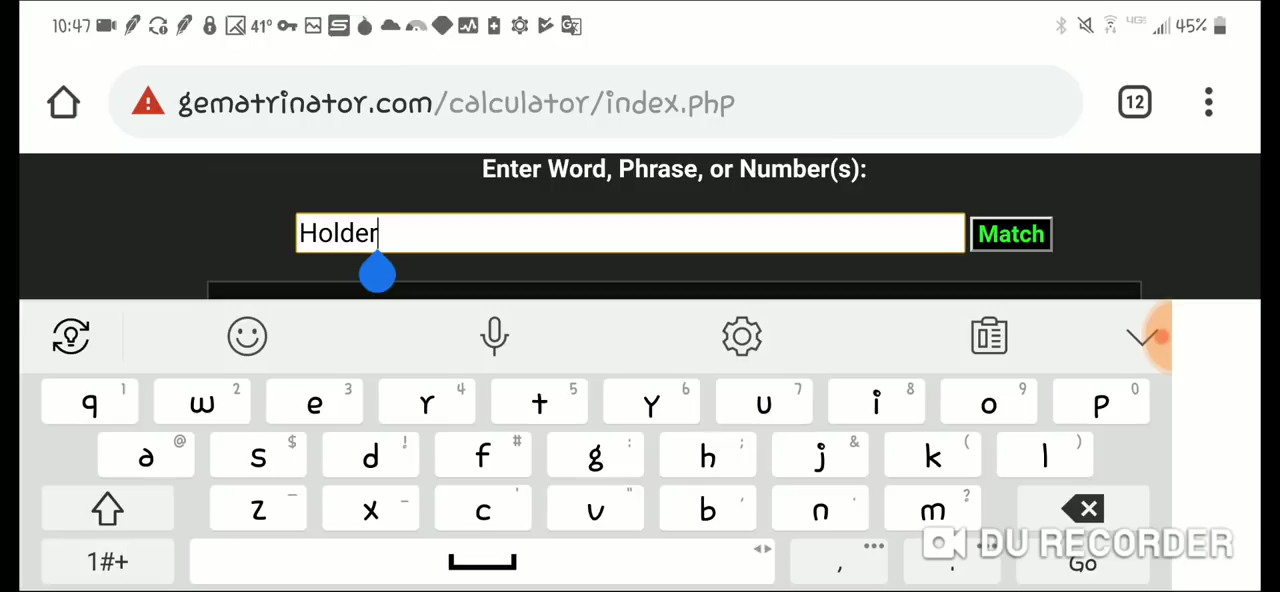 10:47 41° 4GE 45%
gematrinator.com/calculator/index.php 12
Enter Word, Phrase, or Number(s):
Holder Match
q 1 w 2 e 3 r 4 t 5 y 6 u 7 i 8 o 9 p 0
a @ s $ d ! f # g : h ; j & k ( l )
z x c ' v " b , n m ?
1#+ , . Go
DU RECORDER